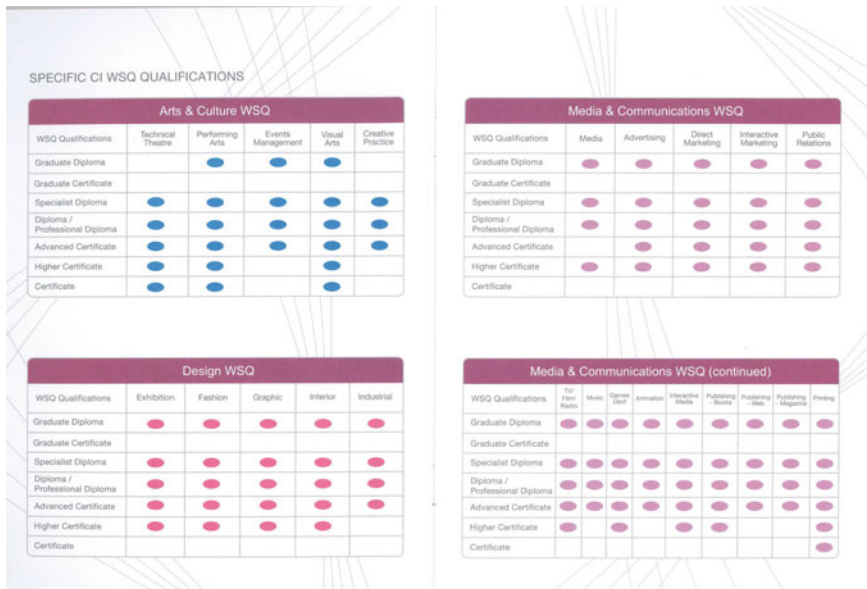 SPECIFIC CI WSQ QUALIFICATIONS
Arts & Culture WSQ
WSQ Qualifications Technical Theatre Performing Arts Events Management Visual Arts Creative Practice
Graduate Diploma
Graduate Certificate
Specialist Diploma
Diploma /
Professional Diploma
Advanced Certificate
Higher Certificate
Certificate
Design WSQ
WSQ Qualifications Exhibition Fashion Graphic Interior Industrial
Graduate Diploma
Graduate Certificate
Specialist Diploma
Diploma /
Professional Diploma
Advanced Certificate
Higher Certificate
Certificate
Media & Communications WSQ
WSQ Qualifications Media Advertising Direct Marketing Interactive Marketing Public Relations
Graduate Diploma
Graduate Certificate
Specialist Diploma
Diploma /
Professional Diploma
Advanced Certificate
Higher Certificate
Certificate
Media & Communications WSQ (continued)
WSQ Qualifications TV/ Film/ Radio Music Games Devt Animation Interactive Media Publishing - Books Publishing - Web Publishing - Magazine Printing
Graduate Diploma
Graduate Certificate
Specialist Diploma
Diploma /
Professional Diploma
Advanced Certificate
Higher Certificate
Certificate